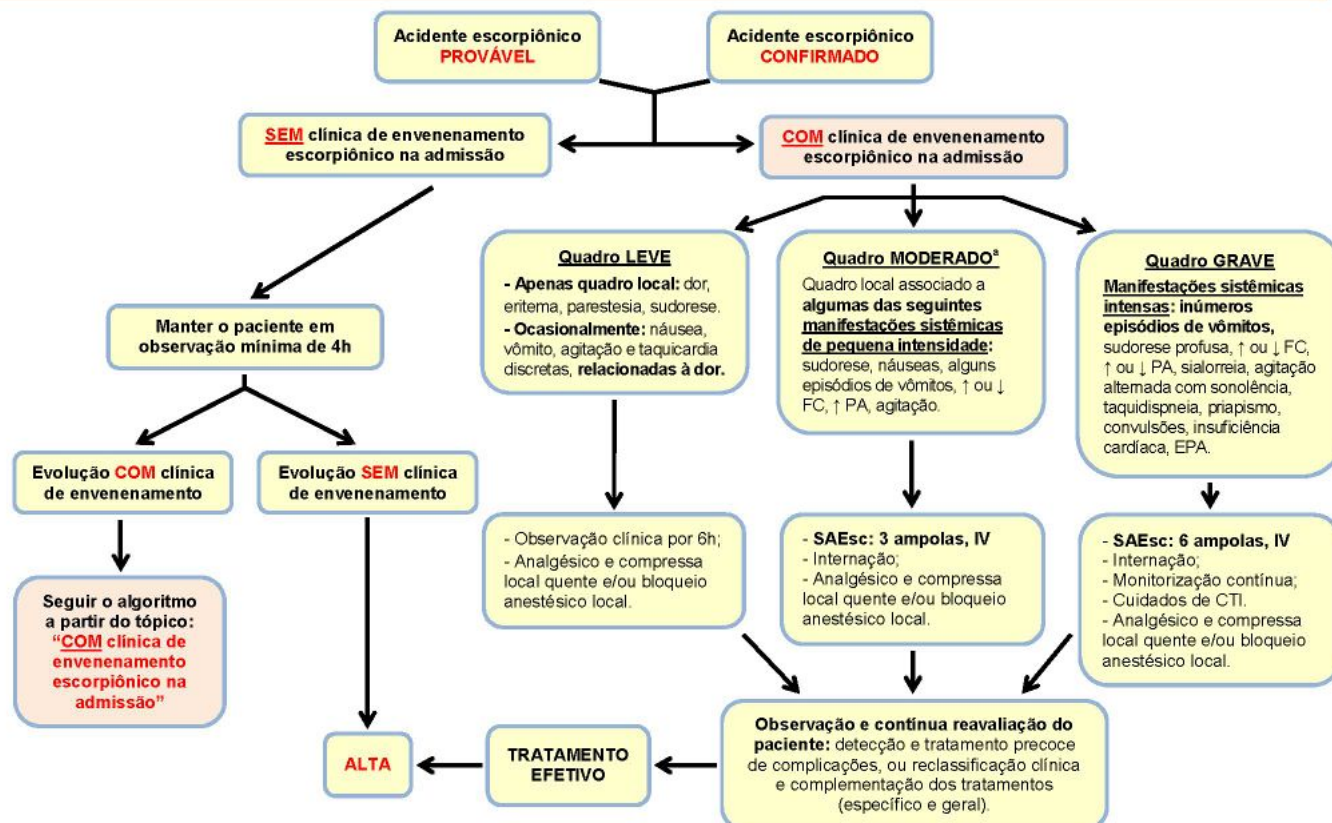 Acidente escorpiônico
PROVÁVEL
Acidente escorpiônico
CONFIRMADO
SEM clínica de envenenamento
escorpiônico na admissão
COM clínica de envenenamento
escorpiônico na admissão
Manter o paciente em
observação mínima de 4h
Evolução COM clínica
de envenenamento
Evolução SEM clínica
de envenenamento
Seguir o algoritmo
a partir do tópico:
“COM clínica de
envenenamento
escorpiônico na
admissão”
Quadro LEVE
- Apenas quadro local: dor,
eritema, parestesia, sudorese.
- Ocasionalmente: náusea,
vômito, agitação e taquicardia
discretas, relacionadas à dor.
Quadro MODERADOª
Quadro local associado a
algumas das seguintes
manifestações sistêmicas
de pequena intensidade:
sudorese, náuseas, alguns
episódios de vômitos, ↑ ou ↓
FC, ↑ PA, agitação.
Quadro GRAVE
Manifestações sistêmicas
intensas: inúmeros
episódios de vômitos,
sudorese profusa, ↑ ou ↓ FC,
↑ ou ↓ PA, sialorreia, agitação
alternada com sonolência,
taquidispneia, priapismo,
convulsões, insuficiência
cardíaca, EPA.
- Observação clínica por 6h;
- Analgésico e compressa
local quente e/ou bloqueio
anestésico local.
- SAEsc: 3 ampolas, IV
- Internação;
- Analgésico e compressa
local quente e/ou bloqueio
anestésico local.
- SAEsc: 6 ampolas, IV
- Internação;
- Monitorização contínua;
- Cuidados de CTI.
- Analgésico e compressa
local quente e/ou bloqueio
anestésico local.
Observação e contínua reavaliação do
paciente: detecção e tratamento precoce
de complicações, ou reclassificação clínica
e complementação dos tratamentos
(específico e geral).
TRATAMENTO
EFETIVO
ALTA